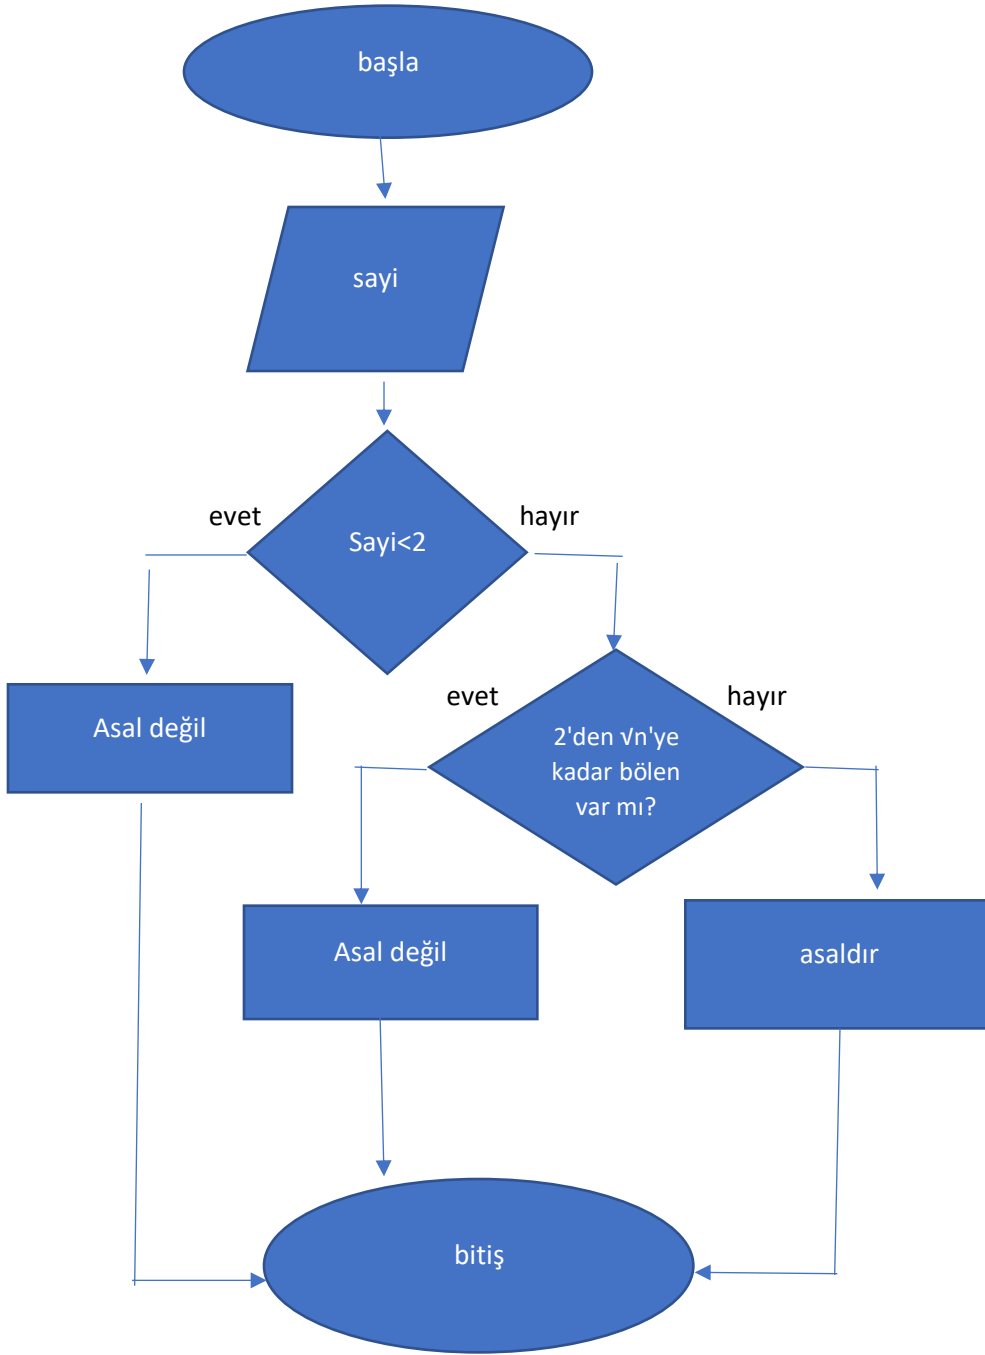 başla
sayi
evet
hayır
Sayi<2
Asal değil
evet
hayır
2'den √n'ye
kadar bölen
var mı?
Asal değil
asaldır
bitiş